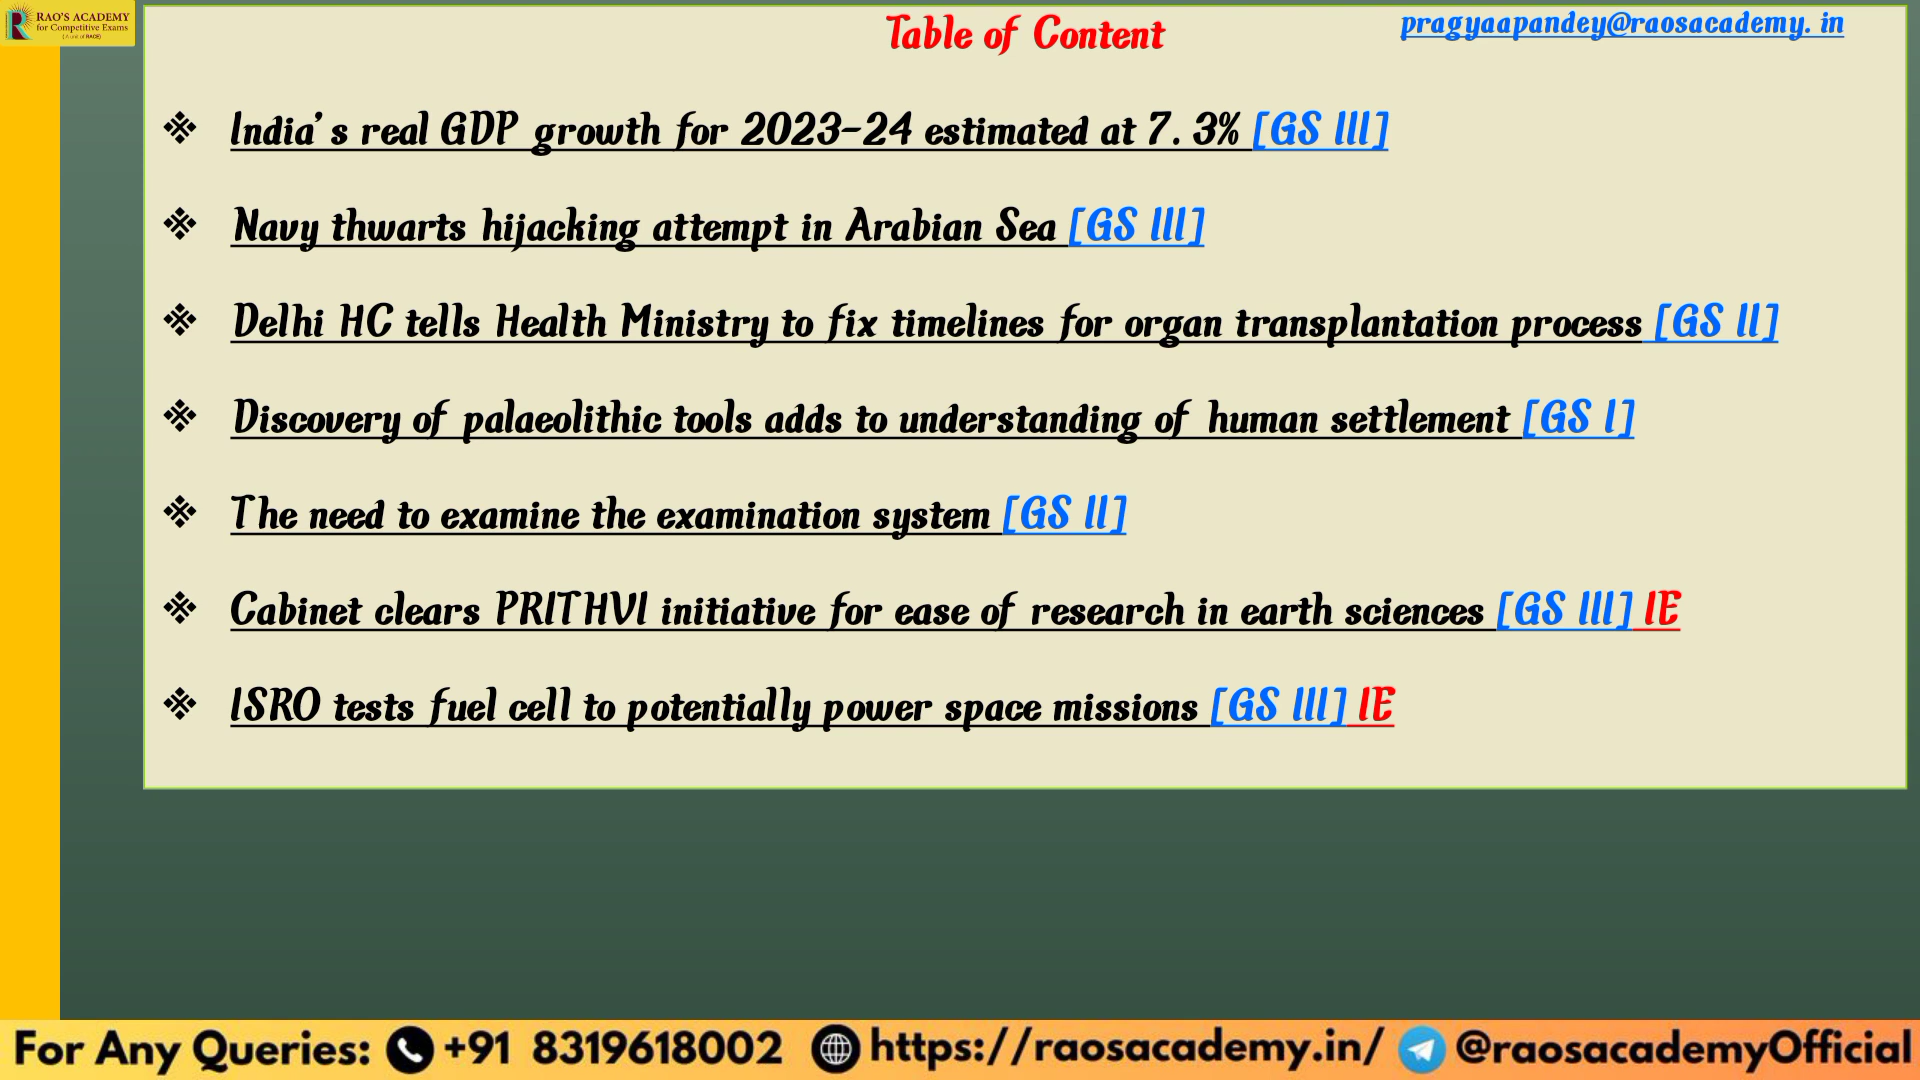 RAO'S ACADEMY
for Competitive Exams
(A unit of RACE)
Table of Content
pragyaapandey@raosacademy. in
❖ India's real GDP growth for 2023-24 estimated at 7. 3% [GS III]
❖ Navy thwarts hijacking attempt in Arabian Sea [GS III]
❖ Delhi HC tells Health Ministry to fix timelines for organ transplantation process [GS II]
❖ Discovery of palaeolithic tools adds to understanding of human settlement [GS I]
❖ The need to examine the examination system [GS II]
❖ Cabinet clears PRITHVI initiative for ease of research in earth sciences [GS III] IE
❖ ISRO tests fuel cell to potentially power space missions [GS III] IE
For Any Queries: +91 8319618002 https://raosacademy.in/ @raosacademyOfficial